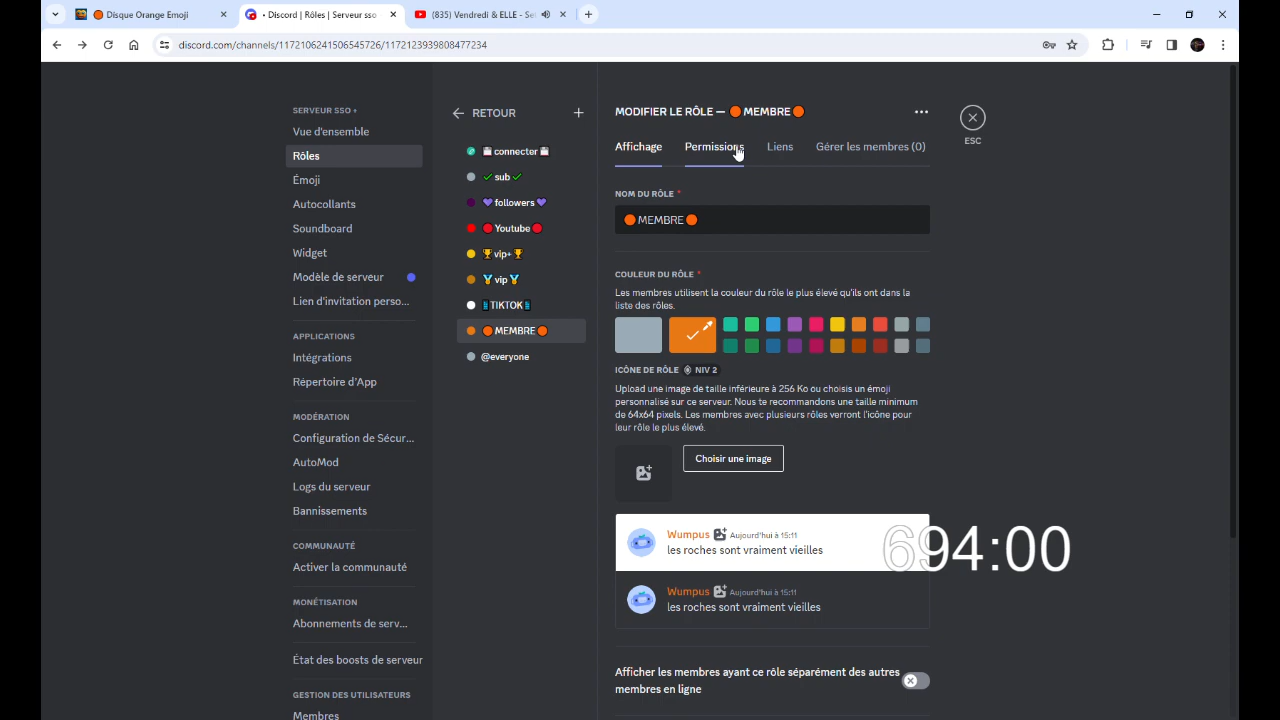 Disque Orange Emoji
• Discord | Rôles | Serveur sso
(835) Vendredi & ELLE - Se
discord.com/channels/1172106241506545726/1172123939808477234
SERVEUR SSO +
Vue d'ensemble
Rôles
Émoji
Autocollants
Soundboard
Widget
Modèle de serveur
Lien d'invitation perso...
APPLICATIONS
Intégrations
Répertoire d'App
MODÉRATION
Configuration de Sécur...
AutoMod
Logs du serveur
Bannissements
COMMUNAUTÉ
Activer la communauté
MONÉTISATION
Abonnements de serv...
État des boosts de serveur
GESTION DES UTILISATEURS
Membres
RETOUR
connecter
sub
followers
Youtube
vip+
vip
TIKTOK
MEMBRE
@everyone
MODIFIER LE RÔLE — 🟠MEMBRE🟠
Affichage
Permissions
Liens
Gérer les membres (0)
ESC
NOM DU RÔLE *
🟠MEMBRE🟠
COULEUR DU RÔLE *
Les membres utilisent la couleur du rôle le plus élevé qu'ils ont dans la
liste des rôles.
ICÔNE DE RÔLE NIV 2
Upload une image de taille inférieure à 256 Ko ou choisis un émoji
personnalisé sur ce serveur. Nous te recommandons une taille minimum
de 64x64 pixels. Les membres avec plusieurs rôles verront l'icône pour
leur rôle le plus élevé.
Choisir une image
Wumpus Aujourd'hui à 15:11
les roches sont vraiment vieilles
Wumpus Aujourd'hui à 15:11
les roches sont vraiment vieilles
694:00
Afficher les membres ayant ce rôle séparément des autres
membres en ligne